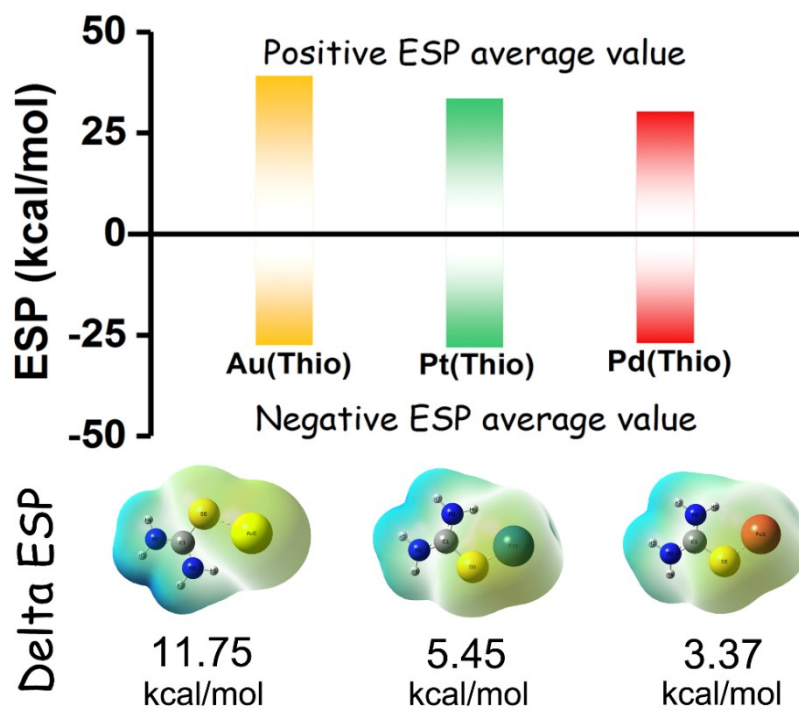 50
Positive ESP average value
25
0
-25
Au(Thio)
Pt(Thio)
Pd(Thio)
Negative ESP average value
-50
ESP (kcal/mol)
Delta ESP
11.75
kcal/mol
5.45
kcal/mol
3.37
kcal/mol